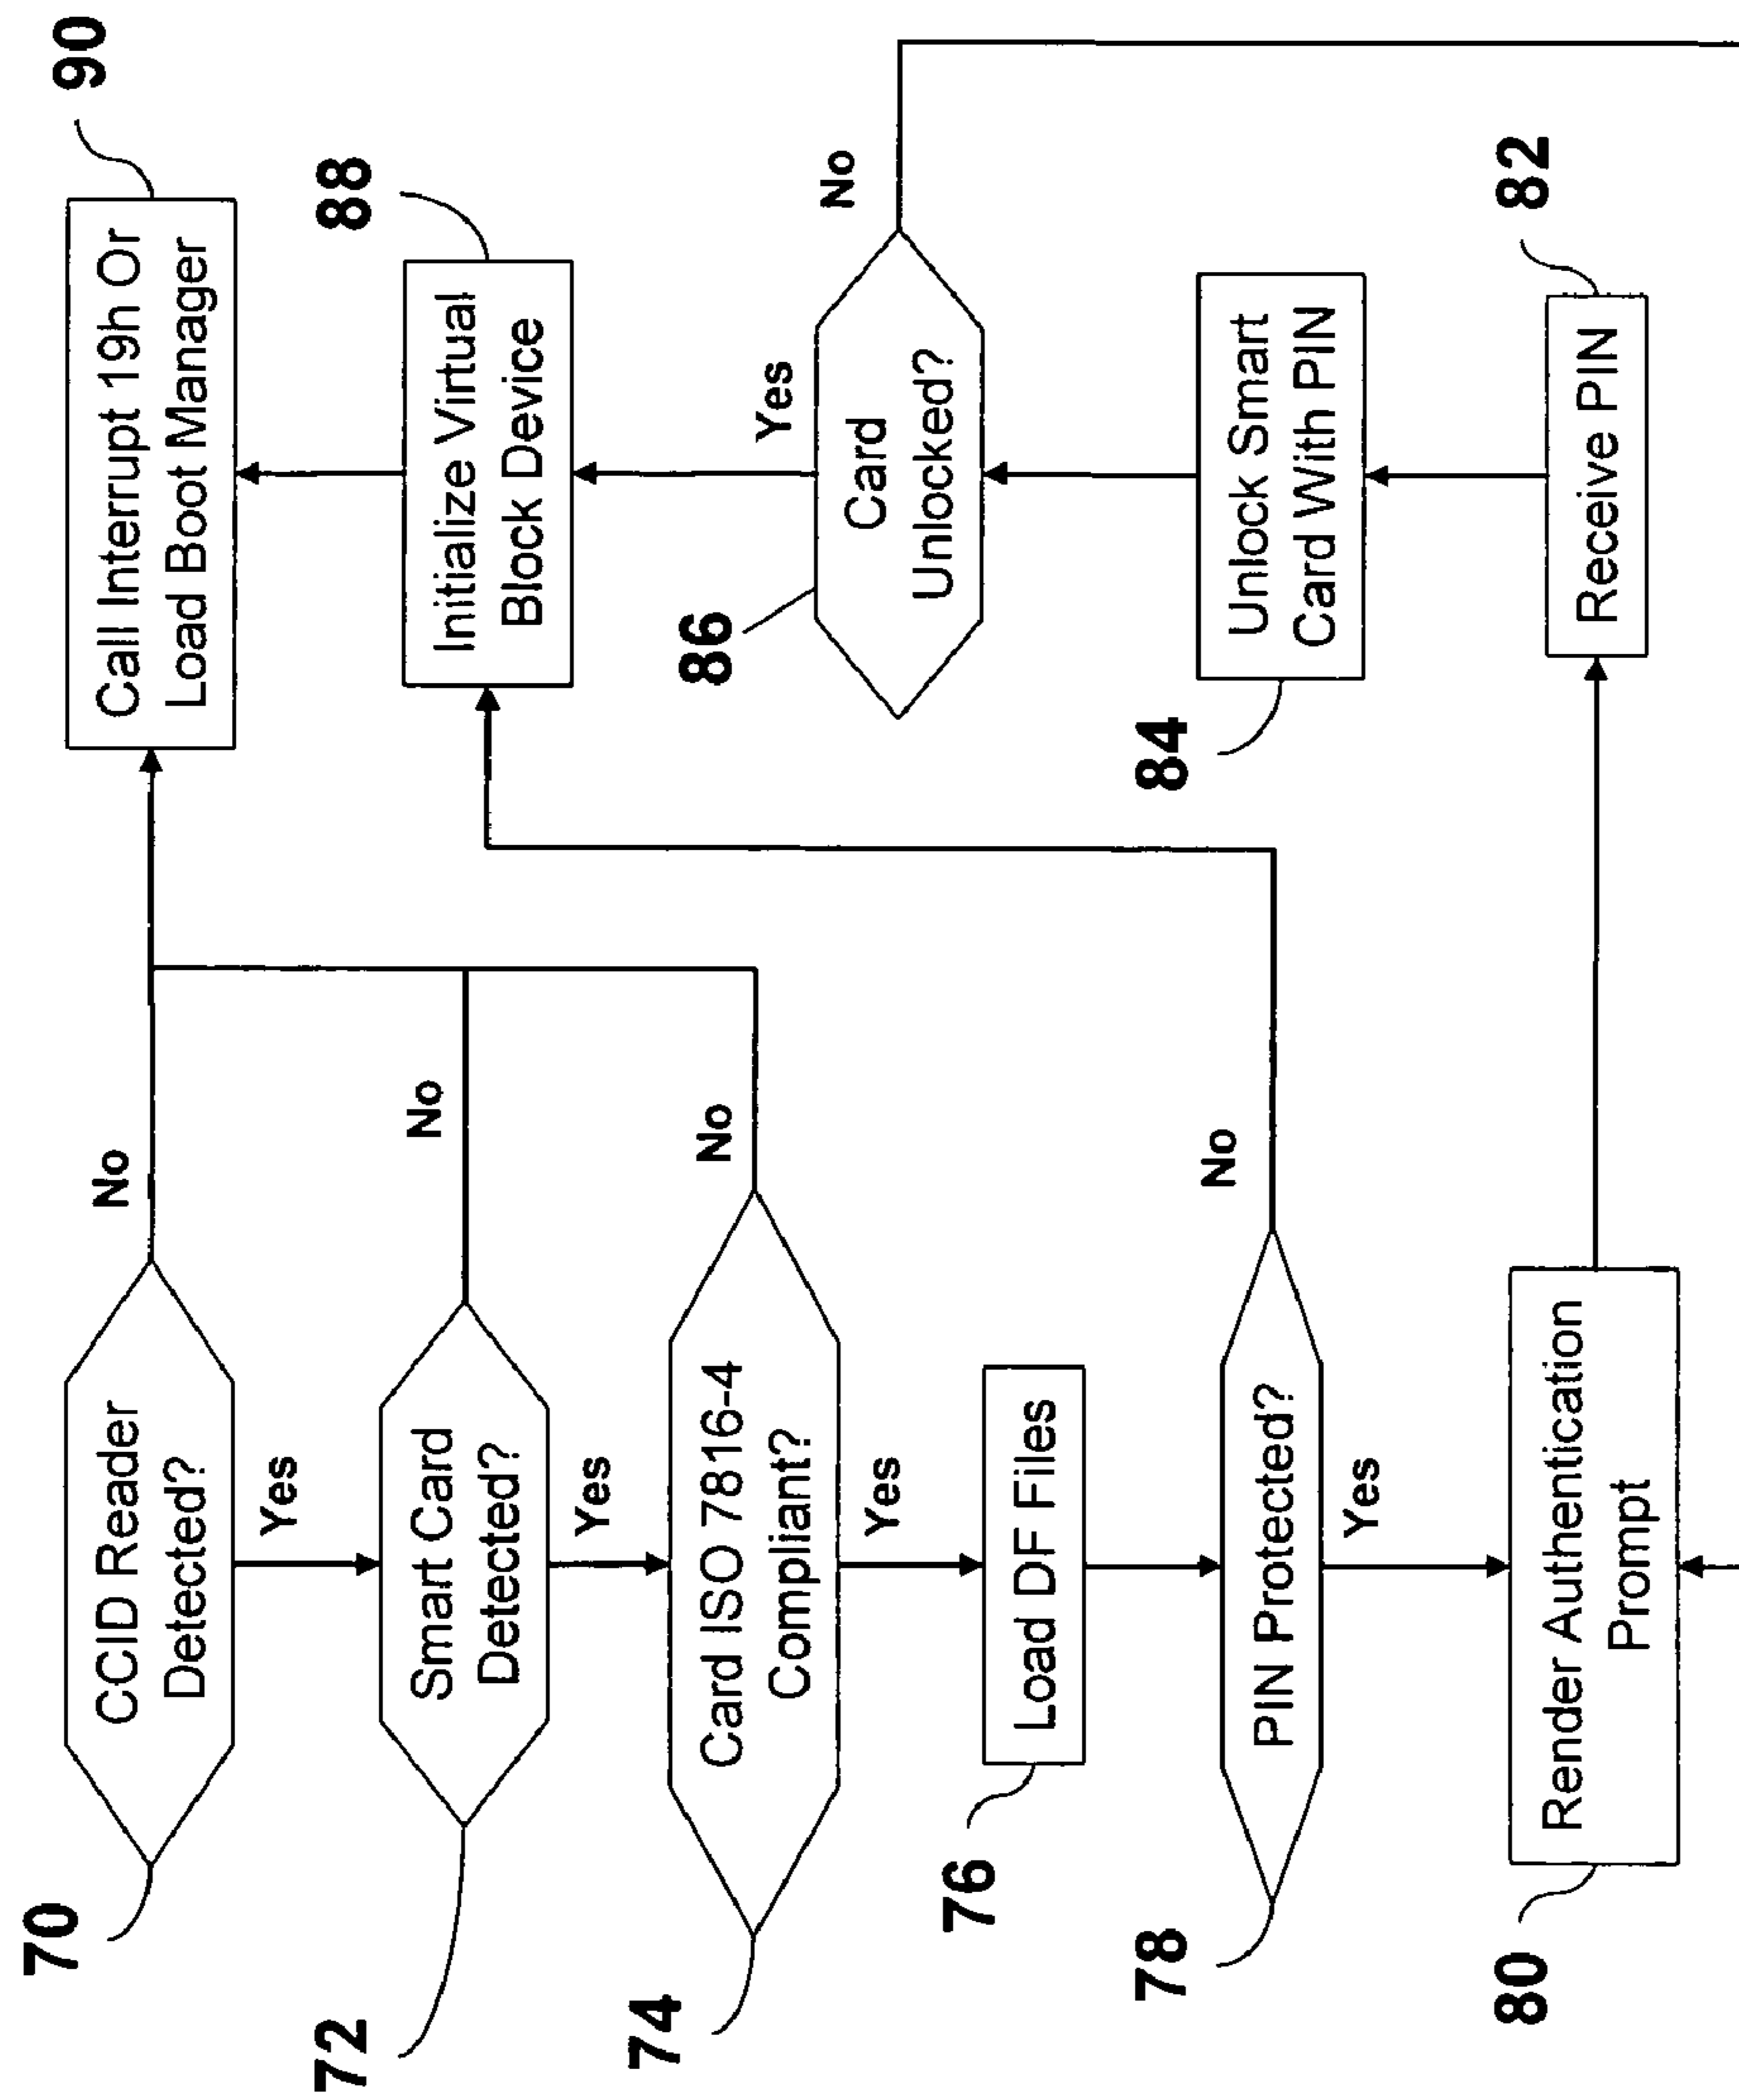 70
CCID Reader
Detected?
No
Yes
72
Smart Card
Detected?
No
Yes
74
Card ISO 7816-4
Compliant?
No
Yes
76
Load DF Files
78
PIN Protected?
No
Yes
80
Render Authentication
Prompt
82
Receive PIN
84
Unlock Smart
Card With PIN
86
Card
Unlocked?
No
Yes
88
Initialize Virtual
Block Device
90
Call Interrupt 19h Or
Load Boot Manager